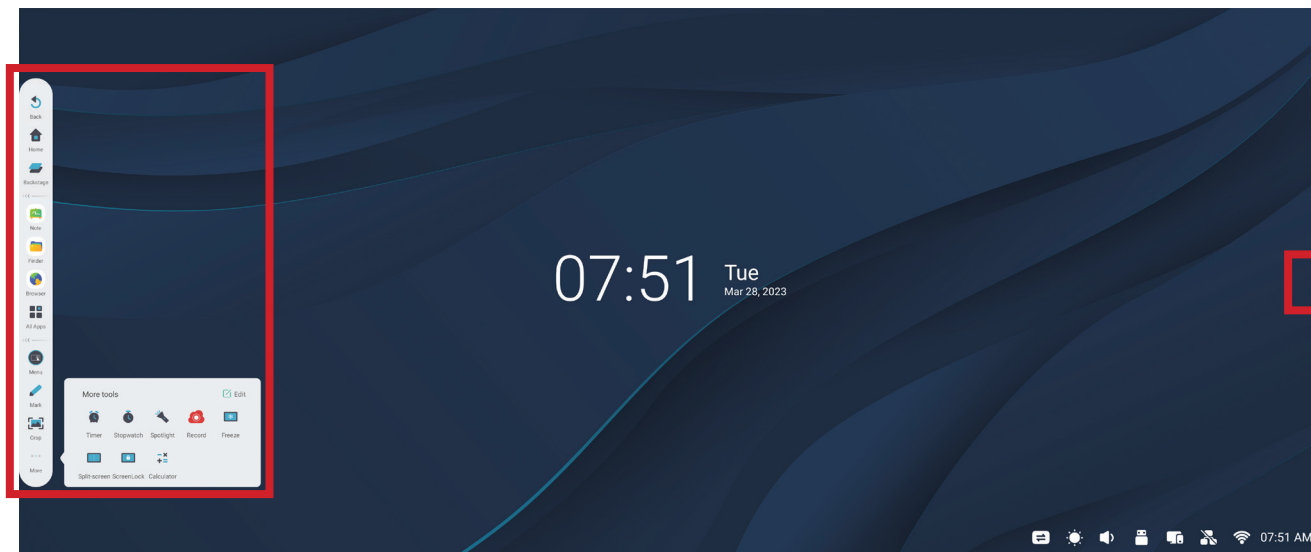 Back
Home
Backstage
Note
Finder
Browser
All Apps
Menu
Mark
Crop
More
More tools
Edit
Timer Stopwatch Spotlight Record Freeze
Split-screen ScreenLock Calculator
07:51
Tue
Mar 28, 2023
07:51 AM